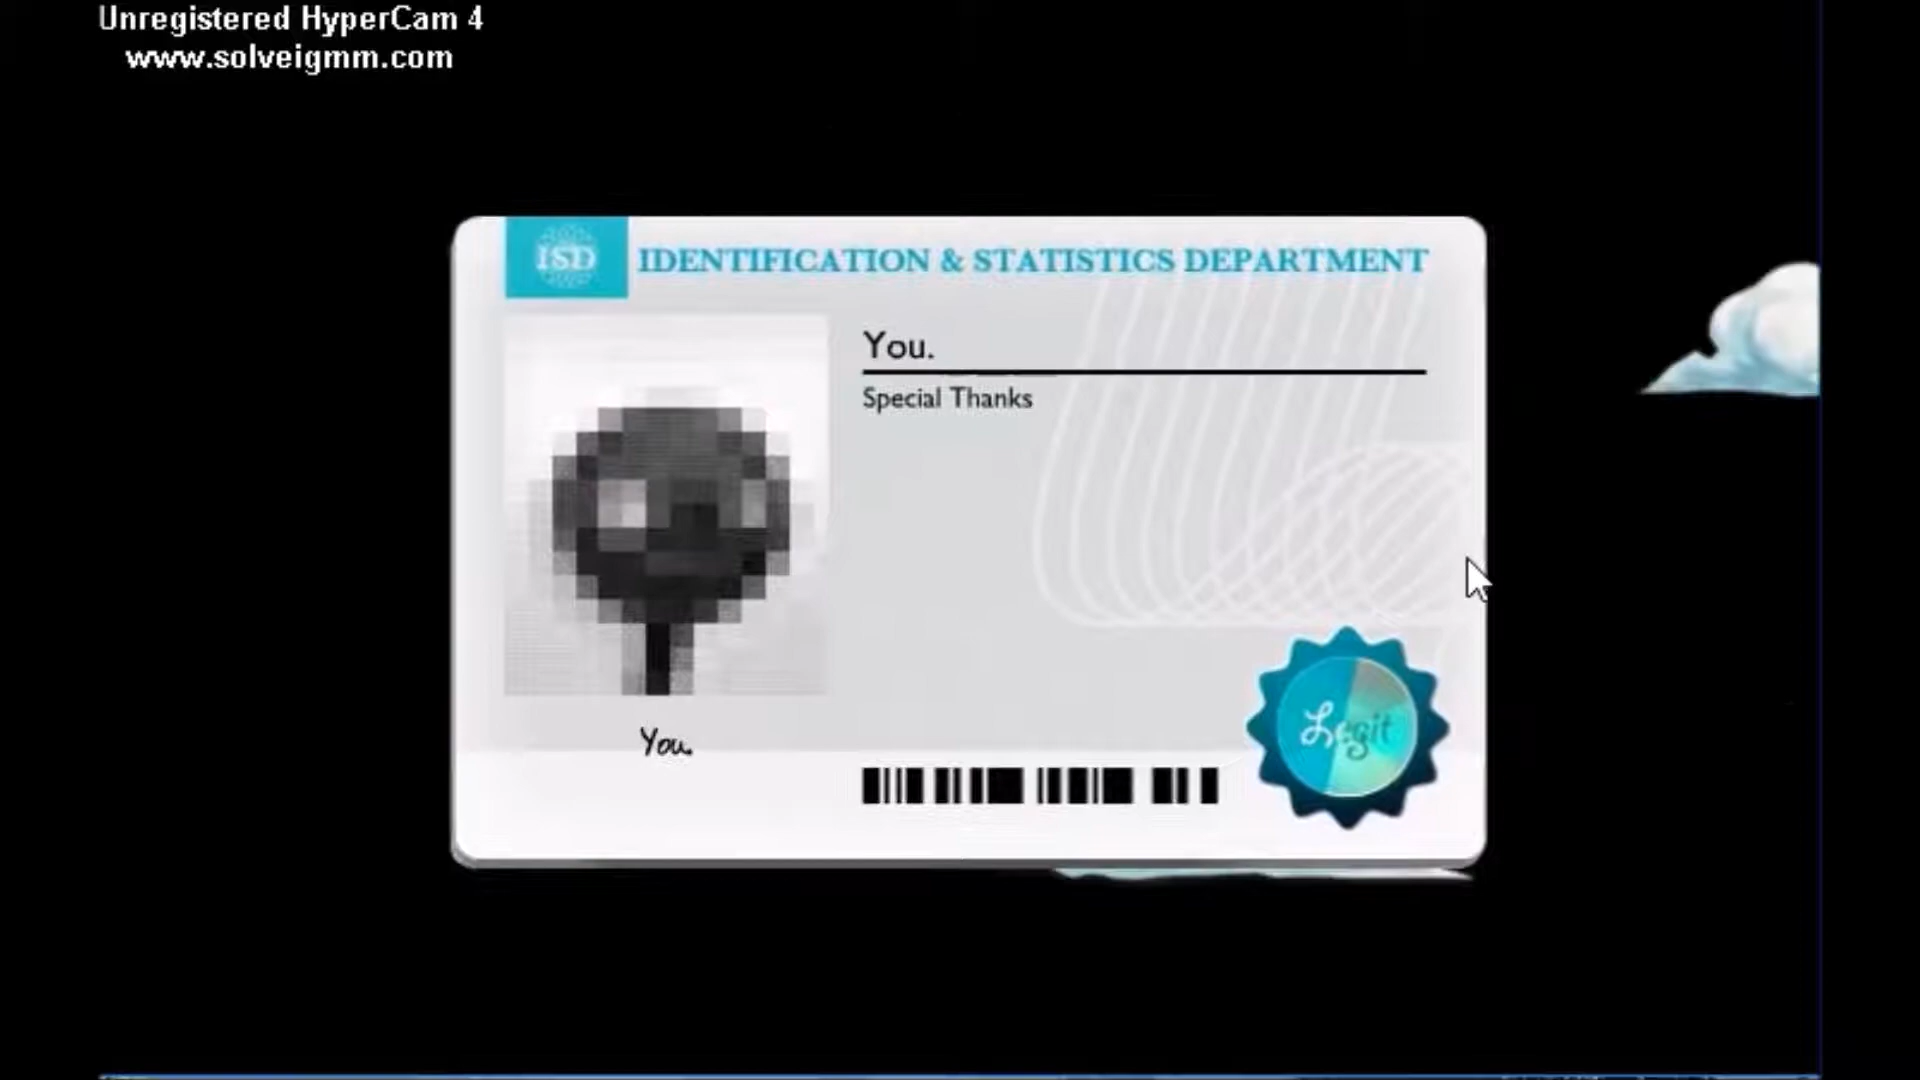 Unregistered HyperCam 4
www.solveigmm.com
ISD
IDENTIFICATION & STATISTICS DEPARTMENT
You.
Special Thanks
You.
Legit